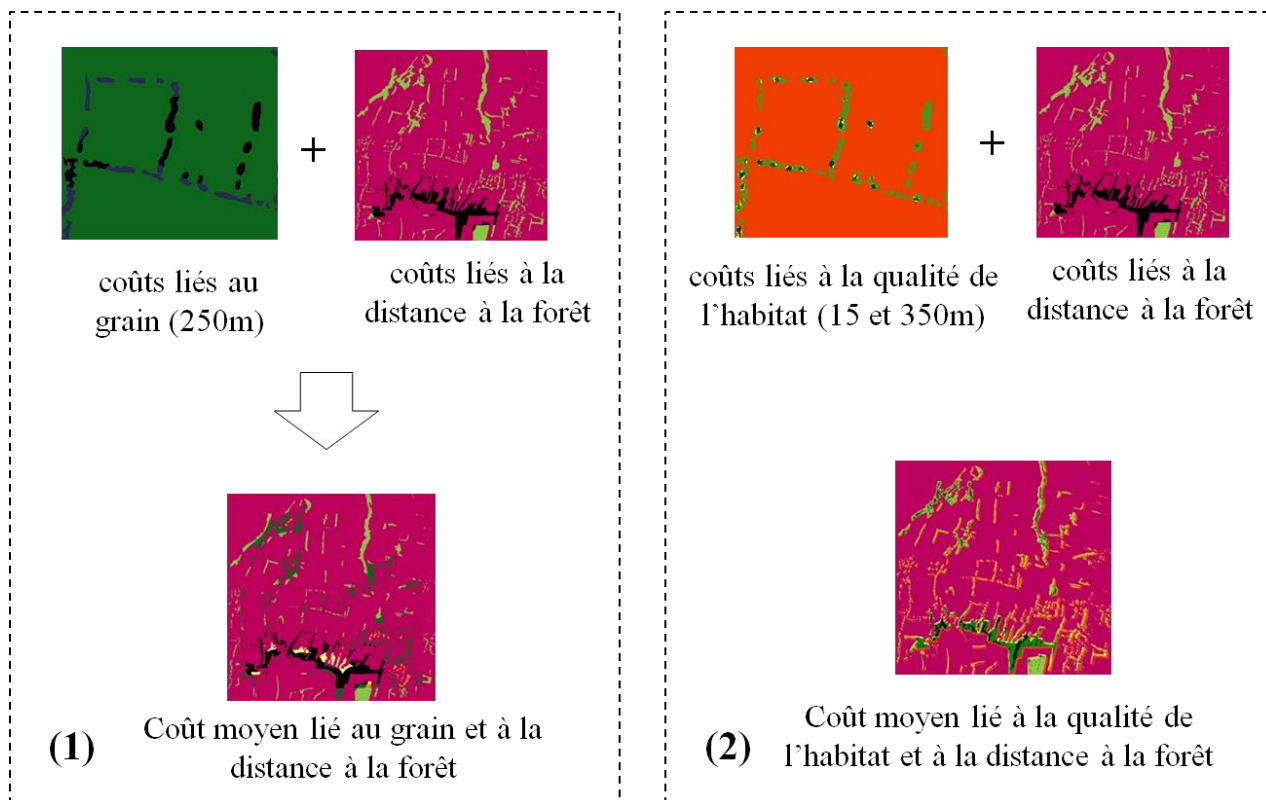 +
coûts liés au
grain (250m)
coûts liés à la
distance à la forêt
(1)
Coût moyen lié au grain et à la
distance à la forêt
+
coûts liés à la qualité de
l’habitat (15 et 350m)
coûts liés à la
distance à la forêt
(2)
Coût moyen lié à la qualité de
l’habitat et à la distance à la forêt